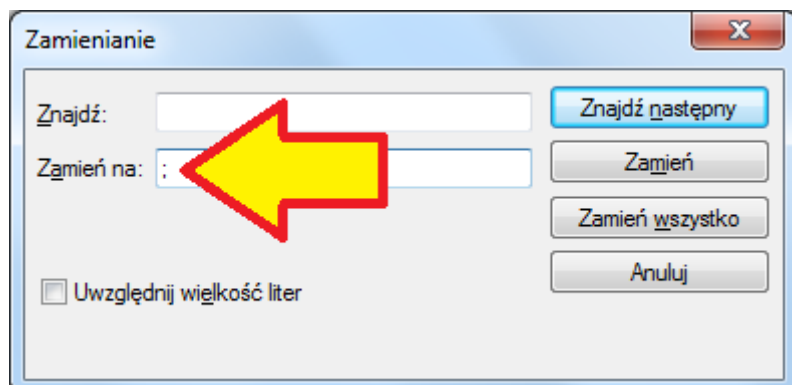 Zamienianie
Znajdź:
Znajdź następny
Zamień na: ;
Zamień
Zamień wszystko
Anuluj
Uwzględnij wielkość liter